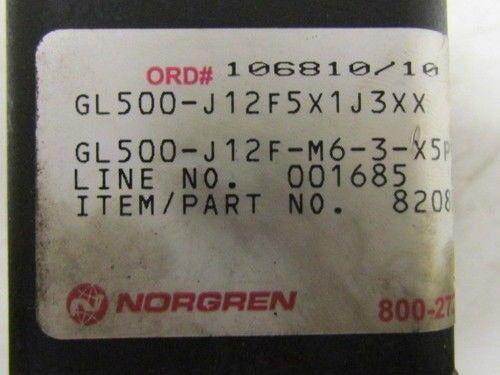 ORD# 106810/10
GL500-J12F5X1J3XX
GL500-J12F-M6-3-X5P
LINE NO. 001685
ITEM/PART NO. 8208
NORGREN 800-27